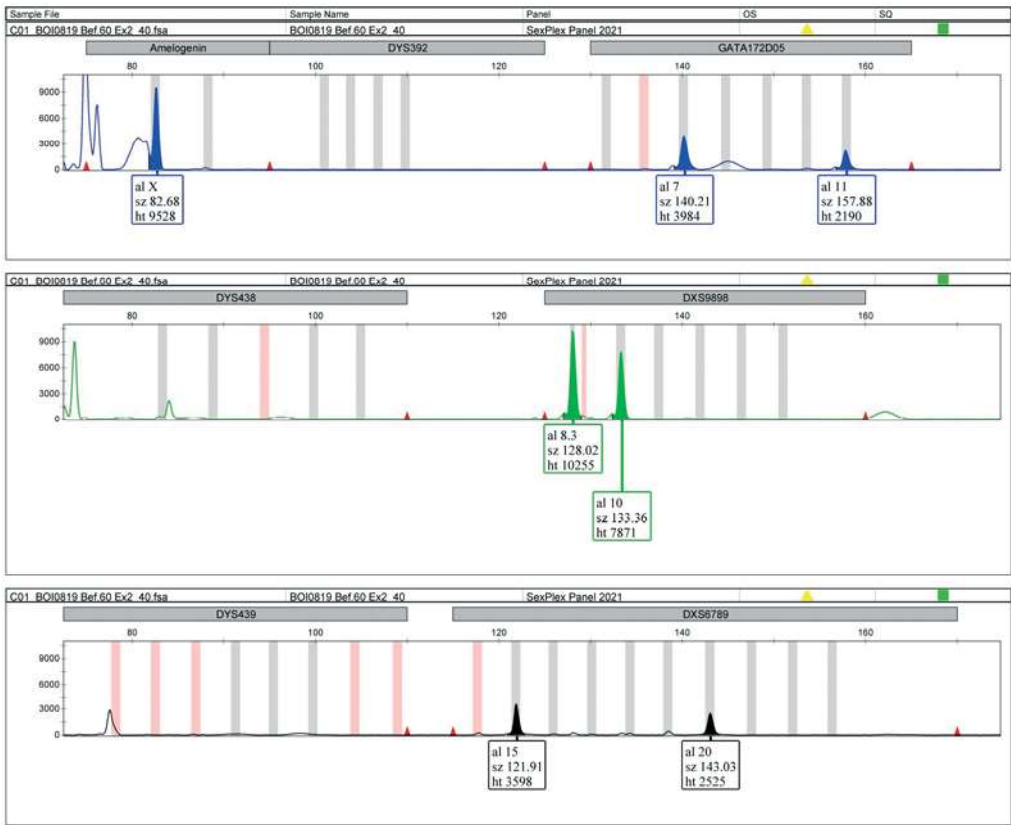 Sample File Sample Name Panel OS SQ
C01_BOI0819 Bef.60 Ex2_40.fsa BOI0819 Bef.60 Ex2_40 SexPlex Panel 2021
Amelogenin DYS392 GATA172D05
80 100 120 140 160
9000
6000
3000
0
al X
sz 82.68
ht 9528
al 7
sz 140.21
ht 3984
al 11
sz 157.88
ht 2190
C01_BOI0819 Bef.60 Ex2_40.fsa BOI0819 Bef.60 Ex2_40 SexPlex Panel 2021
DYS438 DXS9898
80 100 120 140 160
9000
6000
3000
0
al 8.3
sz 128.02
ht 10255
al 10
sz 133.36
ht 7871
C01_BOI0819 Bef.60 Ex2_40.fsa BOI0819 Bef.60 Ex2_40 SexPlex Panel 2021
DYS439 DXS6789
80 100 120 140 160
9000
6000
3000
0
al 15
sz 121.91
ht 3598
al 20
sz 143.03
ht 2525